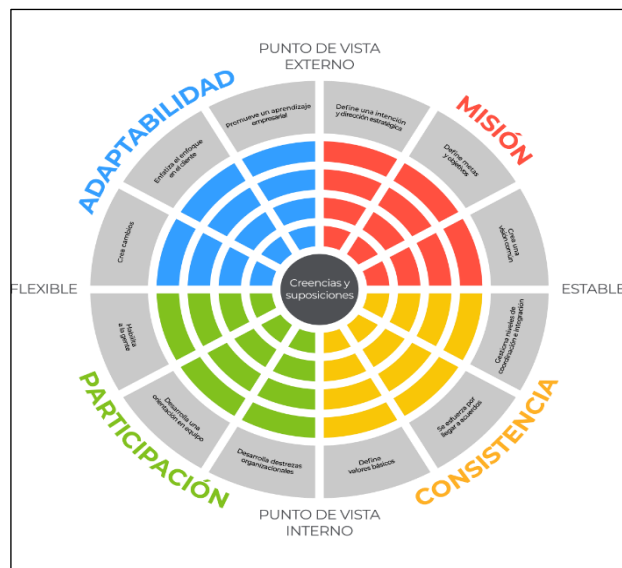 PUNTO DE VISTA
EXTERNO
ADAPTABILIDAD
MISIÓN
Promueve un aprendizaje
empresarial
Define una intención
y dirección estratégica
Enfatiza el enfoque
en el cliente
Define metas
y objetivos
Crea cambios
Crea una
visión común
Creencias y
suposiciones
FLEXIBLE
ESTABLE
Habilita
a la gente
Gestiona niveles de
coordinación e integración
Desarrolla una
orientación en equipo
Se esfuerza por
llegar a acuerdos
Desarrolla destrezas
organizacionales
Defina
valores básicos
PARTICIPACIÓN
CONSISTENCIA
PUNTO DE VISTA
INTERNO